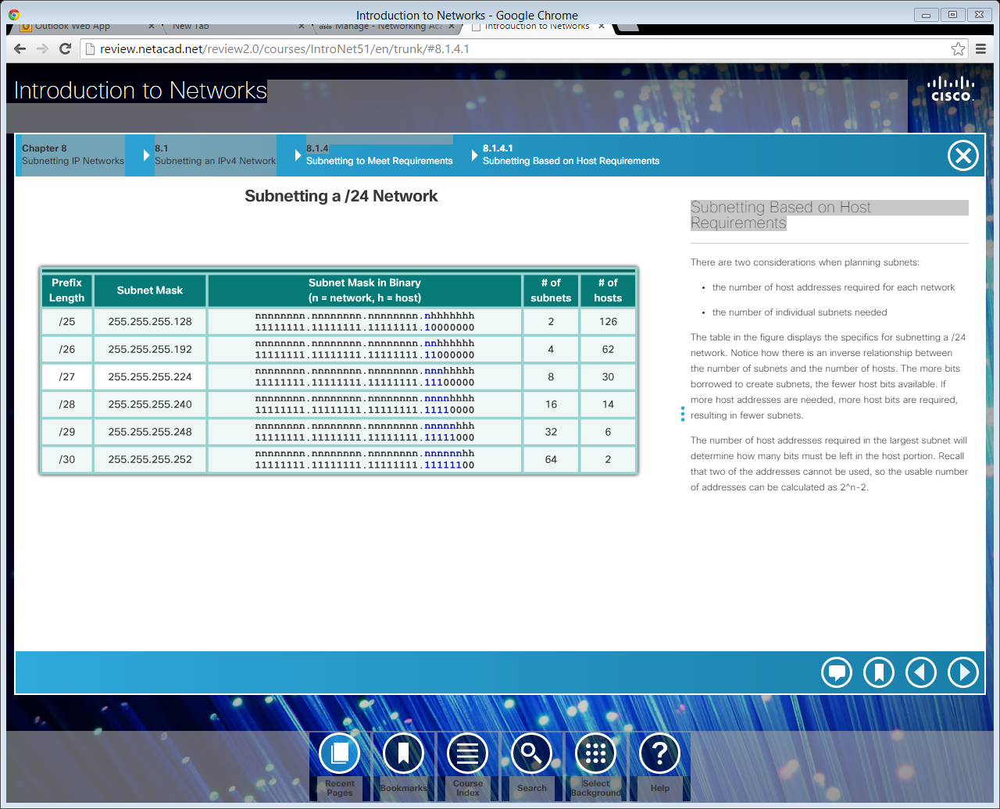 Introduction to Networks - Google Chrome
Outlook Web App
New Tab
cisco Manage - Networking Aca
Introduction to Networks
review.netacad.net/review2.0/courses/IntroNet51/en/trunk/#8.1.4.1
Introduction to Networks
CISCO.
Chapter 8
Subnetting IP Networks
8.1
Subnetting an IPv4 Network
8.1.4
Subnetting to Meet Requirements
8.1.4.1
Subnetting Based on Host Requirements
Subnetting a /24 Network
Prefix Length Subnet Mask Subnet Mask in Binary (n = network, h = host) # of subnets # of hosts
/25 255.255.255.128 nnnnnnnn.nnnnnnnn.nnnnnnnn.nhhhhhhh 2 126
11111111.11111111.11111111.10000000
/26 255.255.255.192 nnnnnnnn.nnnnnnnn.nnnnnnnn.nnhhhhhh 4 62
11111111.11111111.11111111.11000000
/27 255.255.255.224 nnnnnnnn.nnnnnnnn.nnnnnnnn.nnnhhhhh 8 30
11111111.11111111.11111111.11100000
/28 255.255.255.240 nnnnnnnn.nnnnnnnn.nnnnnnnn.nnnnhhhh 16 14
11111111.11111111.11111111.11110000
/29 255.255.255.248 nnnnnnnn.nnnnnnnn.nnnnnnnn.nnnnnhhh 32 6
11111111.11111111.11111111.11111000
/30 255.255.255.252 nnnnnnnn.nnnnnnnn.nnnnnnnn.nnnnnnhh 64 2
11111111.11111111.11111111.11111100
Subnetting Based on Host
Requirements
There are two considerations when planning subnets:
• the number of host addresses required for each network
• the number of individual subnets needed
The table in the figure displays the specifics for subnetting a /24
network. Notice how there is an inverse relationship between
the number of subnets and the number of hosts. The more bits
borrowed to create subnets, the fewer host bits available. If
more host addresses are needed, more host bits are required,
resulting in fewer subnets.
The number of host addresses required in the largest subnet will
determine how many bits must be left in the host portion. Recall
that two of the addresses cannot be used, so the usable number
of addresses can be calculated as 2^n-2.
Recent
Pages
Bookmarks
Course
Index
Search
Select
Background
Help